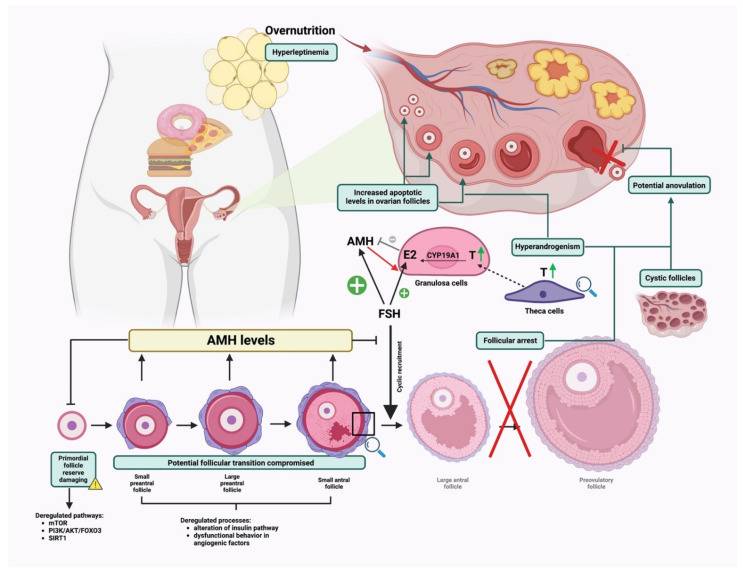 Overnutrition
Hyperleptinemia
Increased apoptotic
levels in ovarian follicles
Potential anovulation
Hyperandrogenism
Cystic follicles
AMH
E2
CYP19A1
T
Granulosa cells
T
Theca cells
FSH
Cyclic recruitment
Follicular arrest
AMH levels
Primordial
follicle
reserve
damaging
Potential follicular transition compromised
Small
preantral
follicle
Large
preantral
follicle
Small antral
follicle
Large antral
follicle
Preovulatory
follicle
Deregulated pathways:
• mTOR
• PI3K/AKT/FOXO3
• SIRT1
Deregulated processes:
• alteration of insulin pathway
• dysfunctional behavior in
angiogenic factors